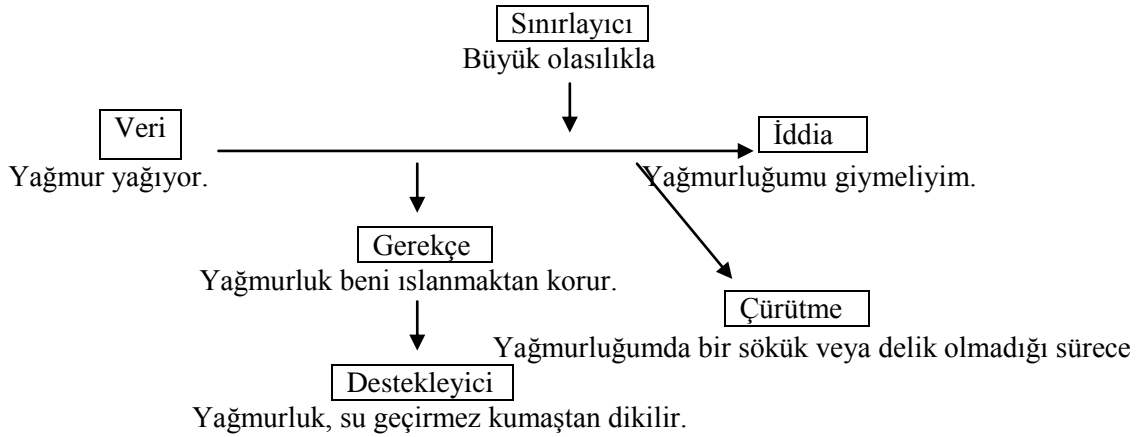 Sınırlayıcı
Büyük olasılıkla
Veri
İddia
Yağmur yağıyor.
Yağmurluğumu giymeliyim.
Gerekçe
Yağmurluk beni ıslanmaktan korur.
Çürütme
Yağmurluğumda bir sökük veya delik olmadığı sürece
Destekleyici
Yağmurluk, su geçirmez kumaştan dikilir.